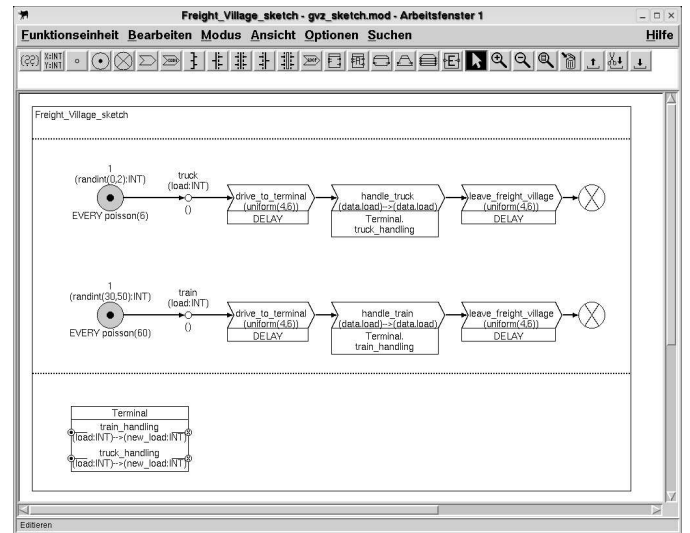 Freight_Village_sketch - gvz_sketch.mod - Arbeitsfenster 1
Funktionseinheit Bearbeiten Modus Ansicht Optionen Suchen Hilfe
(??) X:INT
Y:INT
Freight_Village_sketch
1
(randint(0,2):INT)
EVERY poisson(6)
truck
(load:INT)
()
drive_to_terminal
(uniform(4,6))
DELAY
handle_truck
(data.load)-->(data.load)
Terminal.
truck_handling
leave_freight_village
(uniform(4,6))
DELAY
1
(randint(30,50):INT)
EVERY poisson(60)
train
(load:INT)
()
drive_to_terminal
(uniform(4,6))
DELAY
handle_train
(data.load)-->(data.load)
Terminal.
train_handling
leave_freight_village
(uniform(4,6))
DELAY
Terminal
train_handling
(load:INT)-->(new_load:INT)
truck_handling
(load:INT)-->(new_load:INT)
Editieren